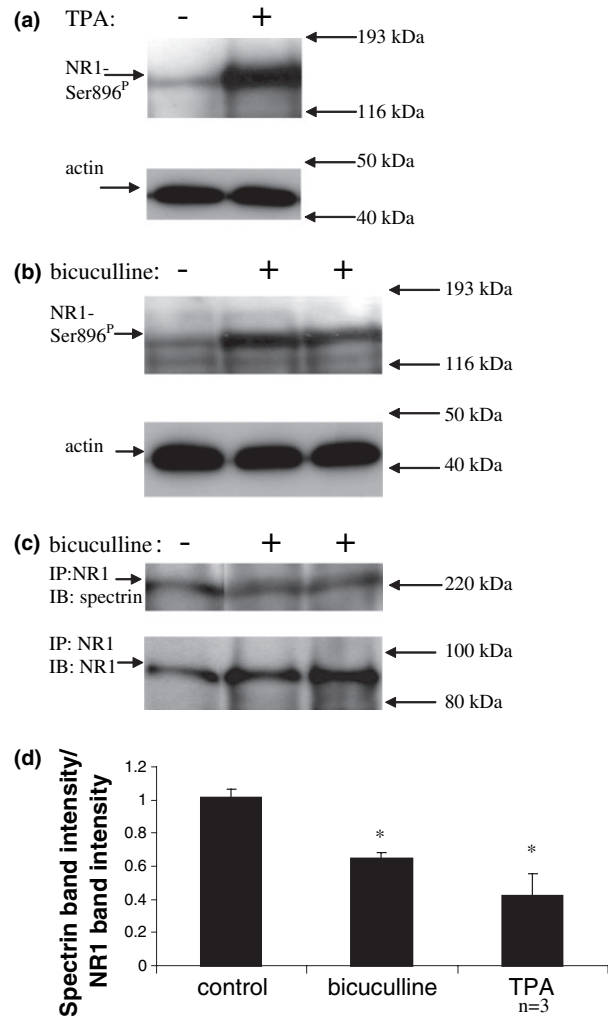 (a) TPA: - +
193 kDa
NR1-
Ser896ᴾ
116 kDa
50 kDa
actin
40 kDa
(b) bicuculline: - + +
193 kDa
NR1-
Ser896ᴾ
116 kDa
50 kDa
actin
40 kDa
(c) bicuculline: - + +
IP:NR1
IB: spectrin
220 kDa
IP: NR1
IB: NR1
100 kDa
80 kDa
(d)
Spectrin band intensity/
NR1 band intensity
1.2
1
0.8
0.6
0.4
0.2
0
*
*
control bicuculline TPA
n=3